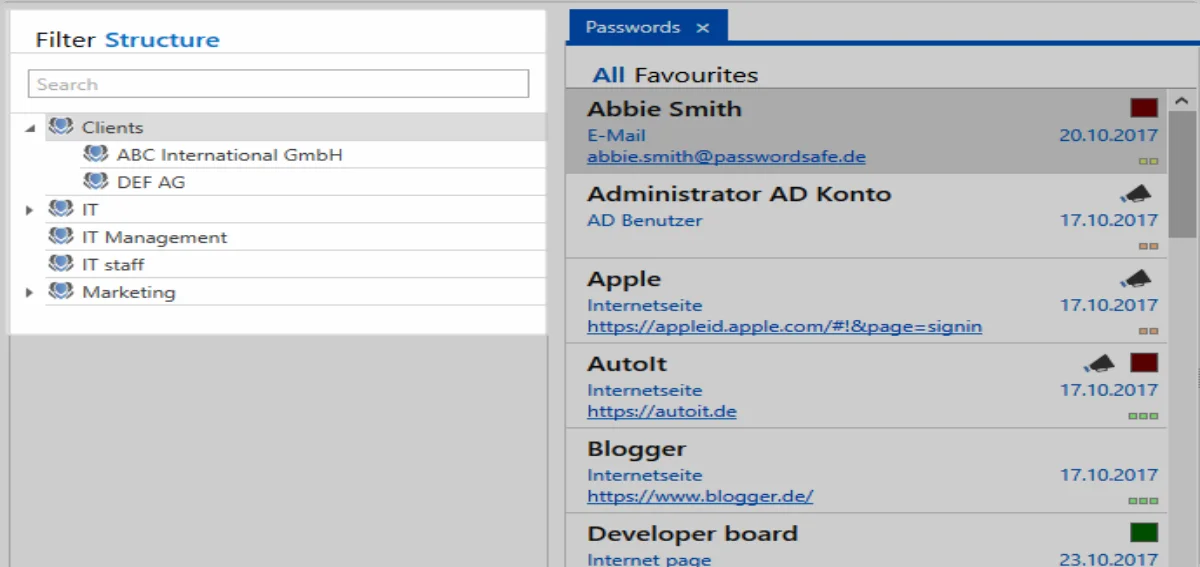 Filter Structure
Search
Clients
ABC International GmbH
DEF AG
IT
IT Management
IT staff
Marketing
Passwords ×
All Favourites
Abbie Smith
E-Mail 20.10.2017
abbie.smith@passwordsafe.de
Administrator AD Konto
AD Benutzer 17.10.2017
Apple
Internetseite 17.10.2017
https://appleid.apple.com/#!&page=signin
AutoIt
Internetseite 17.10.2017
https://autoit.de
Blogger
Internetseite 17.10.2017
https://www.blogger.de/
Developer board
Internet page 23.10.2017